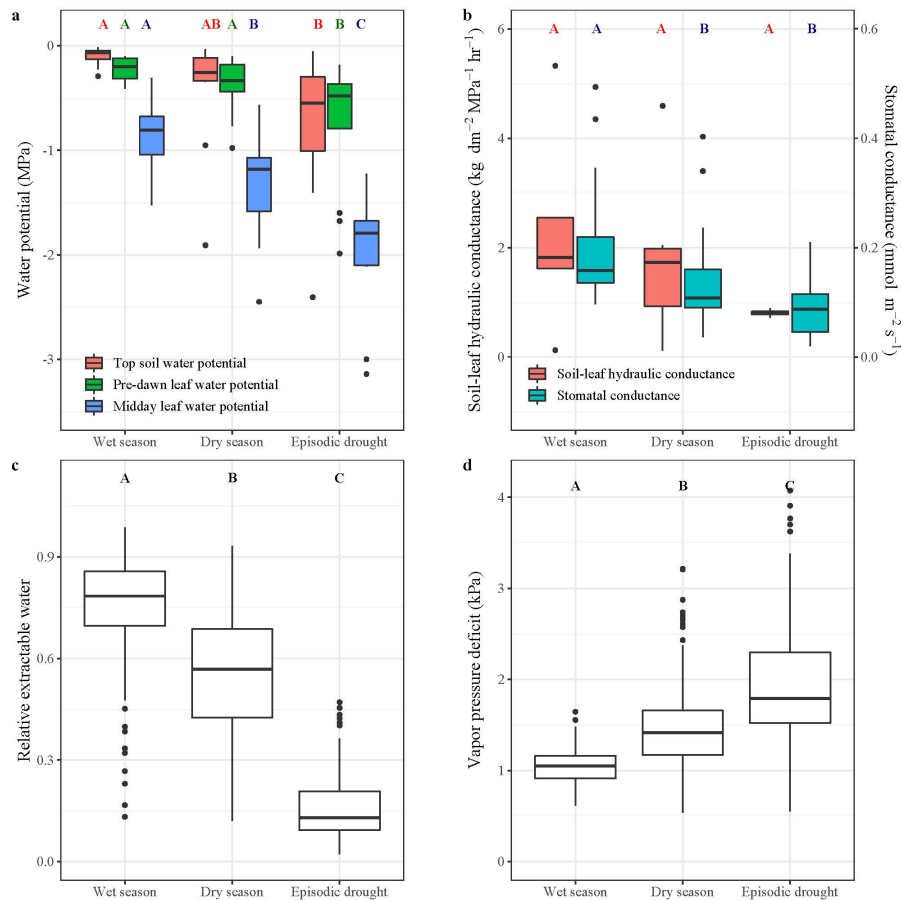 a
A A A AB A B B B C
0
-1
-2
-3
Water potential (MPa)
Top soil water potential
Pre-dawn leaf water potential
Midday leaf water potential
Wet season Dry season Episodic drought
b
A A A B A B
6
4
2
0
0.6
0.4
0.2
0.0
Soil-leaf hydraulic conductance (kg dm⁻² MPa⁻¹ hr⁻¹)
Stomatal conductance (mmol m⁻² s⁻¹)
Soil-leaf hydraulic conductance
Stomatal conductance
Wet season Dry season Episodic drought
c
A B C
0.9
0.6
0.3
0.0
Relative extractable water
Wet season Dry season Episodic drought
d
A B C
4
3
2
1
0
Vapor pressure deficit (kPa)
Wet season Dry season Episodic drought